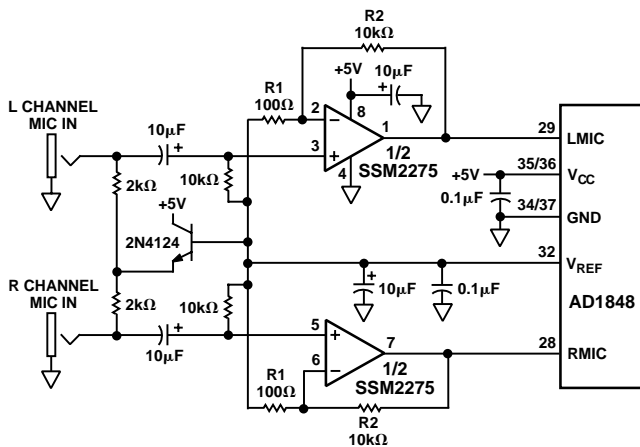 R2
10kΩ
+5V
10µF
+
R1
100Ω
L CHANNEL
MIC IN
10µF
+
2
−
8
1
3
+
4
1/2
SSM2275
29
LMIC
2kΩ
10kΩ
+5V
35/36
VCC
0.1µF
34/37
GND
+5V
2N4124
32
VREF
R CHANNEL
MIC IN
2kΩ
10kΩ
+
10µF
0.1µF
AD1848
+
10µF
5
+
7
28
RMIC
6
−
1/2
SSM2275
R1
100Ω
R2
10kΩ